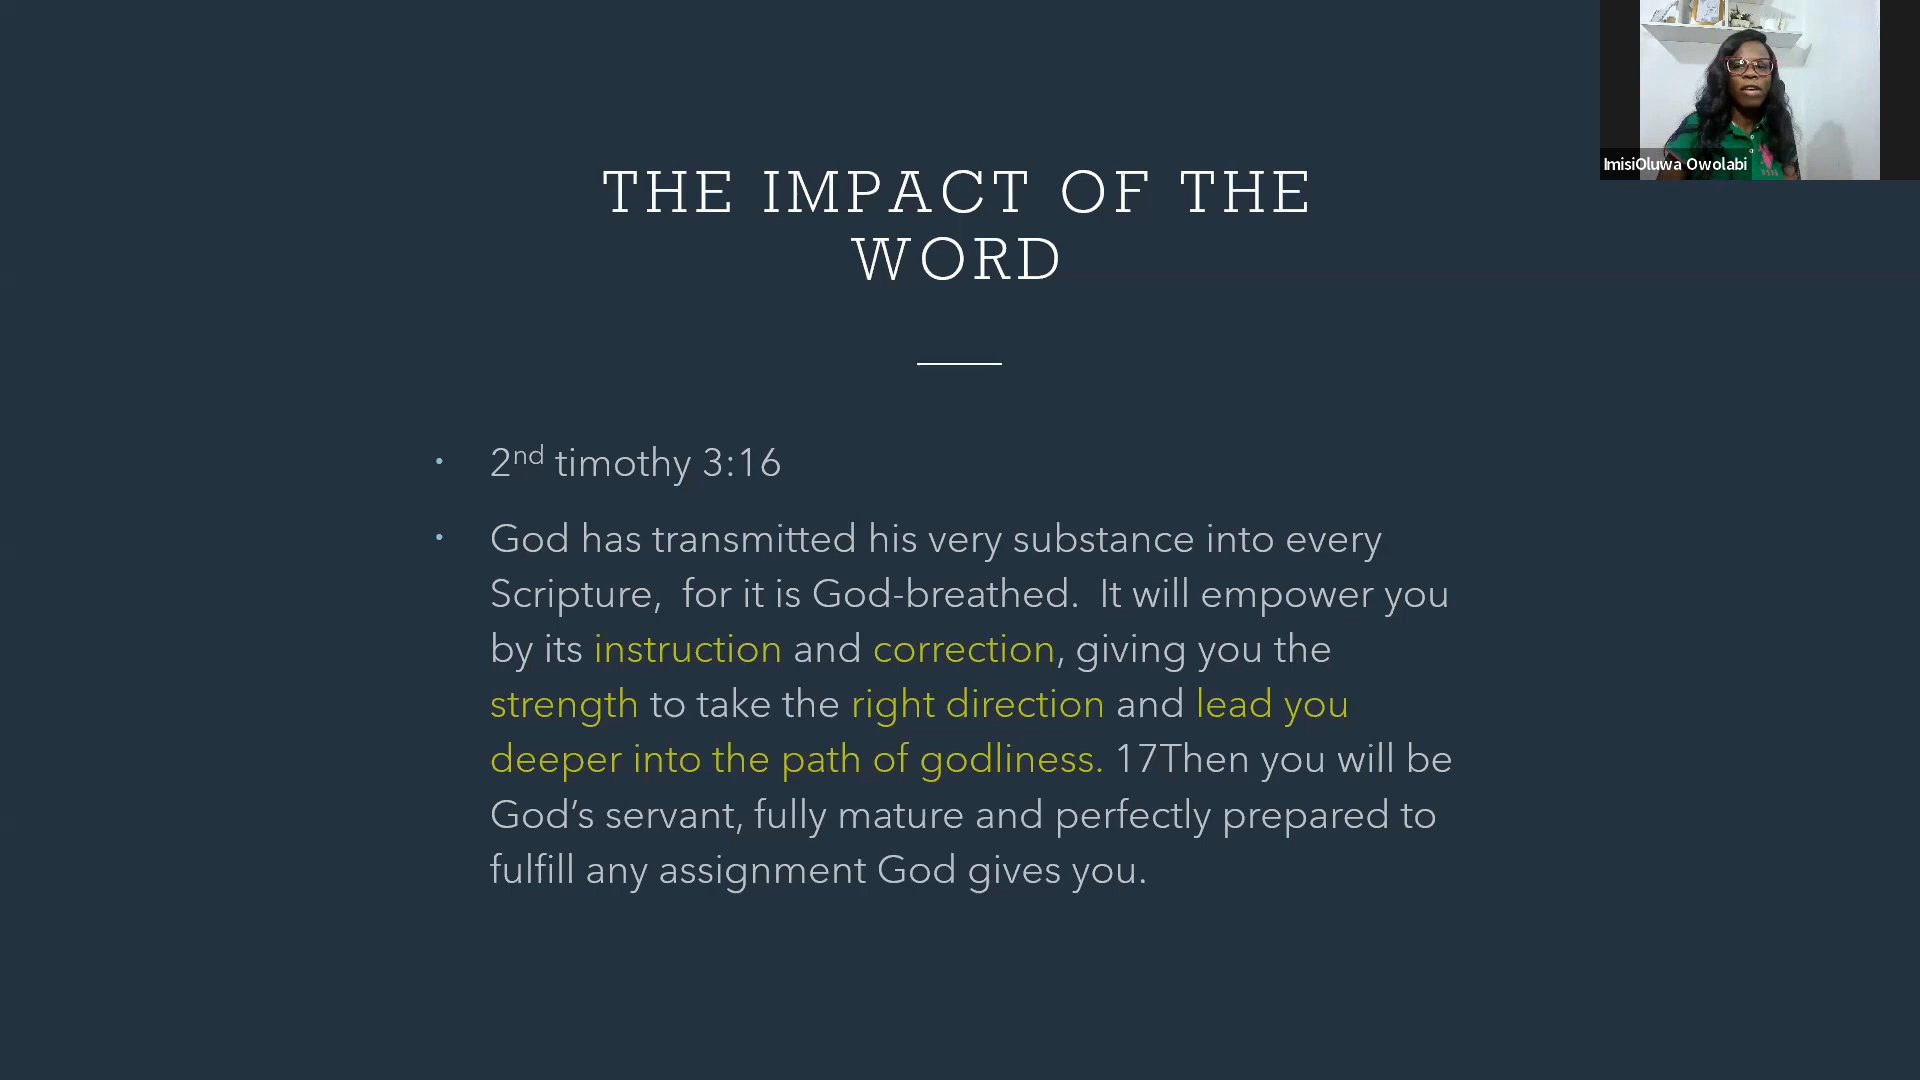 THE IMPACT OF THE
WORD
ImisiOluwa Owolabi
• 2nd timothy 3:16
• God has transmitted his very substance into every
Scripture,  for it is God-breathed.  It will empower you
by its instruction and correction, giving you the
strength to take the right direction and lead you
deeper into the path of godliness. 17Then you will be
God’s servant, fully mature and perfectly prepared to
fulfill any assignment God gives you.